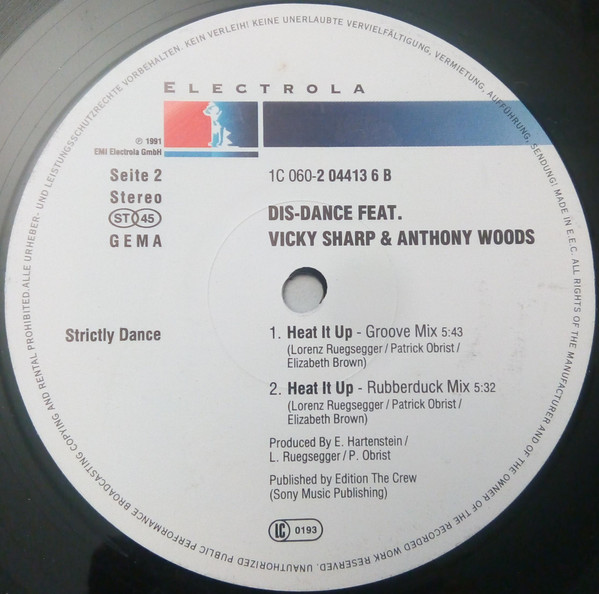 ALLE URHEBER- UND LEISTUNGSSCHUTZRECHTE VORBEHALTEN. KEIN VERLEIH! KEINE UNERLAUBTE VERVIELFÄLTIGUNG, VERMIETUNG, AUFFÜHRUNG, SENDUNG! MADE IN E.E.C. ALL RIGHTS OF THE MANUFACTURER AND OF THE OWNER OF THE RECORDED WORK RESERVED. UNAUTHORIZED PUBLIC PERFORMANCE BROADCASTING COPYING AND RENTAL PROHIBITED.
ELECTROLA
℗ 1991
EMI Electrola GmbH
Seite 2
Stereo
ST 45
GEMA
1C 060-2 04413 6 B
DIS-DANCE FEAT.
VICKY SHARP & ANTHONY WOODS
Strictly Dance
1. Heat It Up - Groove Mix 5:43
(Lorenz Ruegsegger / Patrick Obrist /
Elizabeth Brown)
2. Heat It Up - Rubberduck Mix 5:32
(Lorenz Ruegsegger / Patrick Obrist /
Elizabeth Brown)
Produced By E. Hartenstein /
L. Ruegsegger / P. Obrist
Published by Edition The Crew
(Sony Music Publishing)
LC 0193